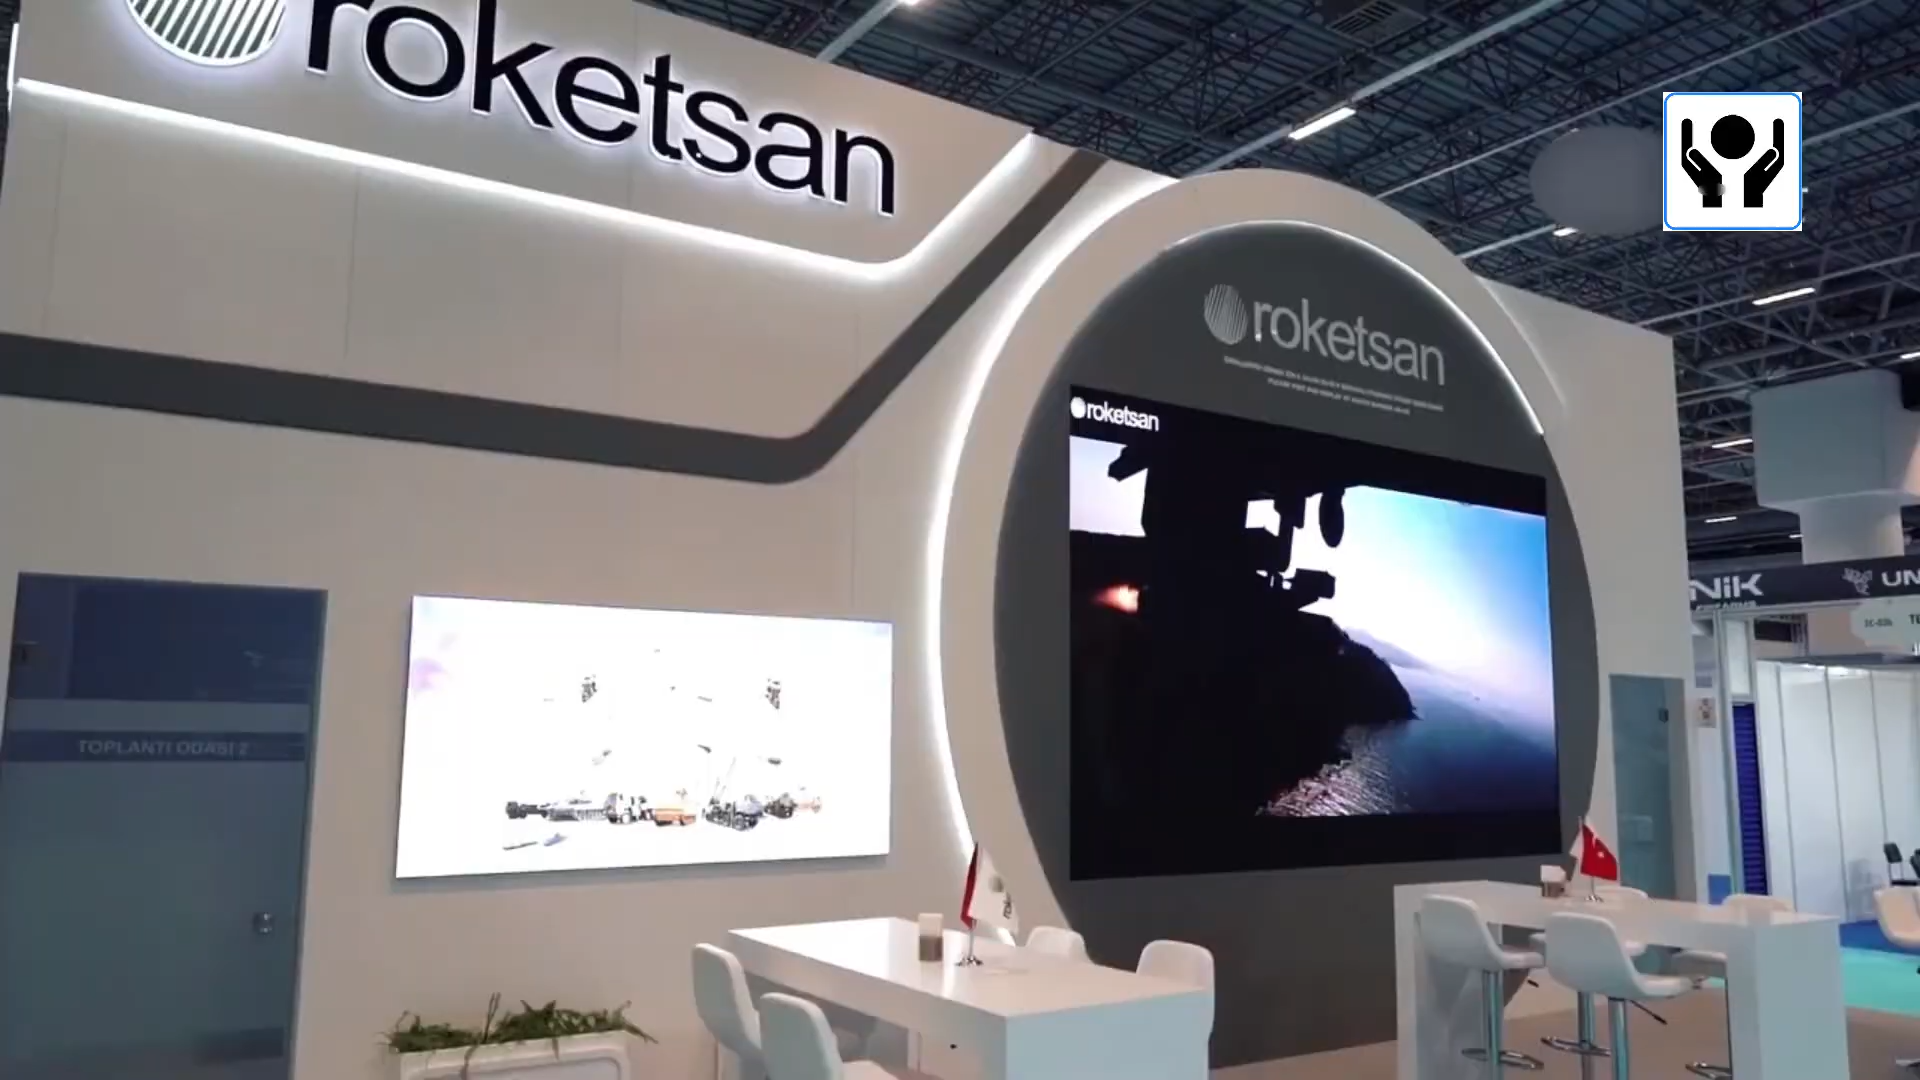 roketsan
roketsan
roketsan
TOPLANTI ODASI 2
NiK
UN